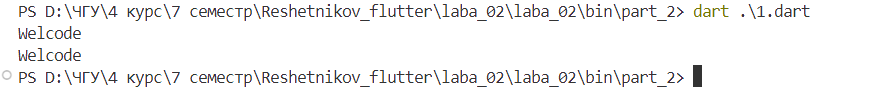 PS D:\ЧГУ\4 курс\7 семестр\Reshetnikov_flutter\laba_02\laba_02\bin\part_2> dart .\1.dart
Welcode
Welcode
PS D:\ЧГУ\4 курс\7 семестр\Reshetnikov_flutter\laba_02\laba_02\bin\part_2>